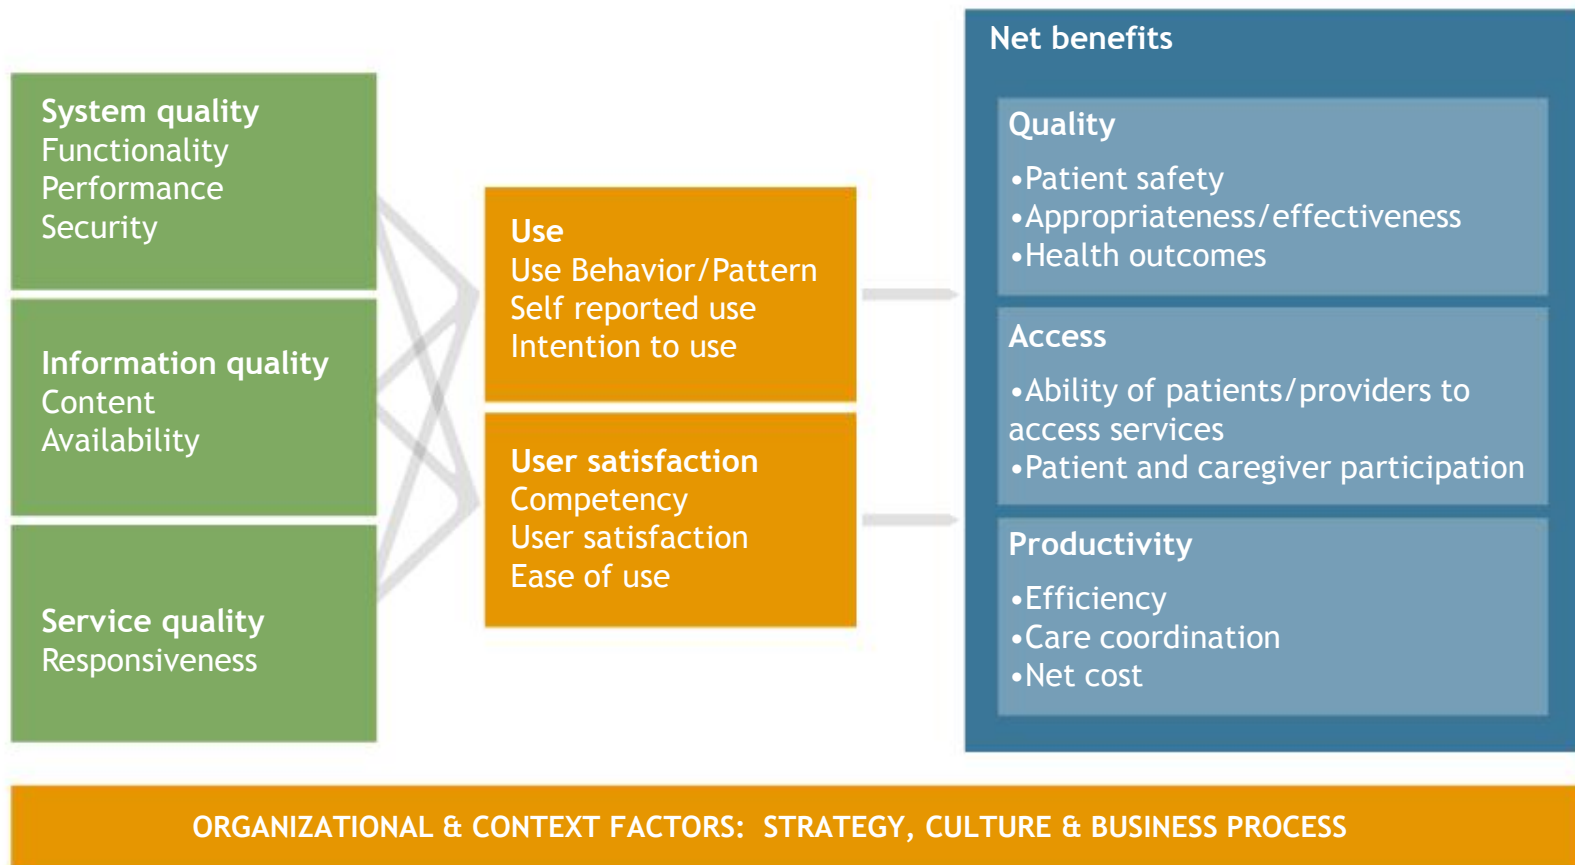 System quality
Functionality
Performance
Security
Information quality
Content
Availability
Service quality
Responsiveness
Use
Use Behavior/Pattern
Self reported use
Intention to use
User satisfaction
Competency
User satisfaction
Ease of use
Net benefits
Quality
•Patient safety
•Appropriateness/effectiveness
•Health outcomes
Access
•Ability of patients/providers to
access services
•Patient and caregiver participation
Productivity
•Efficiency
•Care coordination
•Net cost
ORGANIZATIONAL & CONTEXT FACTORS: STRATEGY, CULTURE & BUSINESS PROCESS